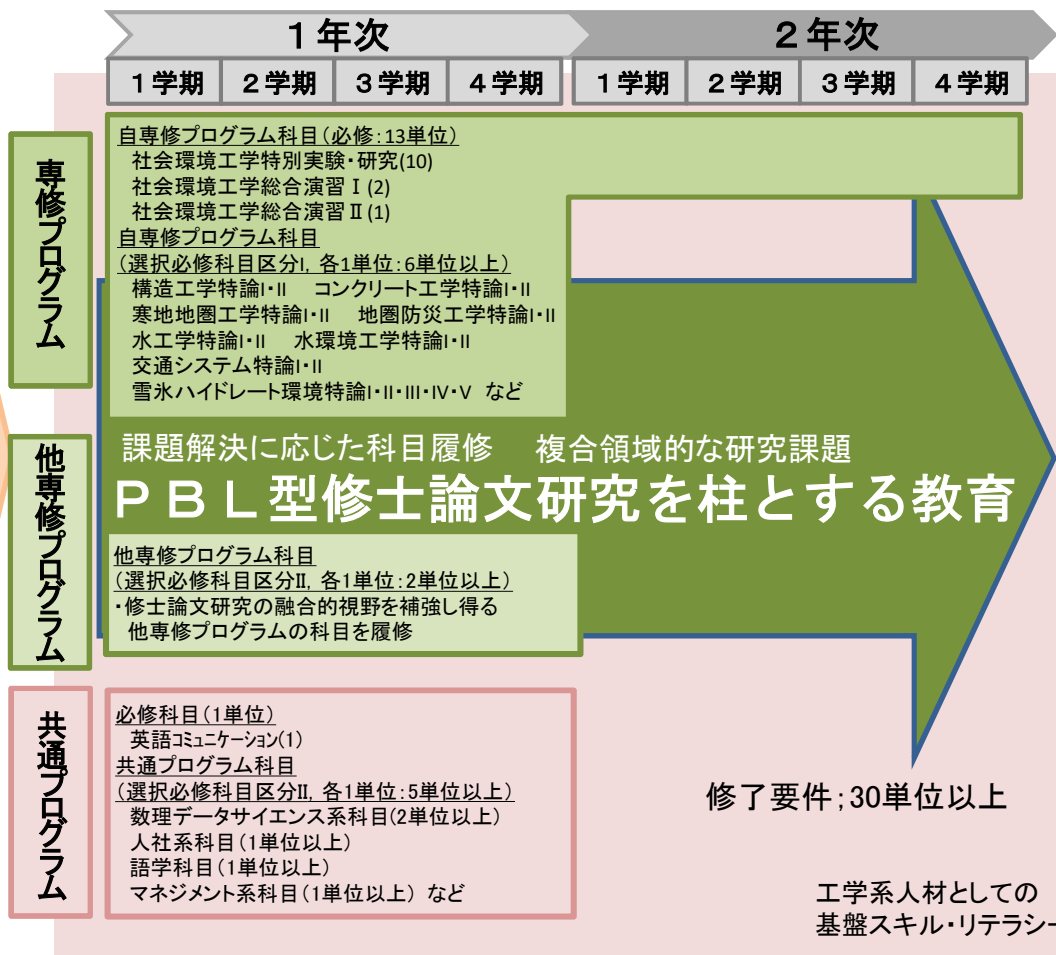 1年次
2年次
1学期 2学期 3学期 4学期 1学期 2学期 3学期 4学期
専修プログラム
自専修プログラム科目(必修:13単位)
社会環境工学特別実験・研究(10)
社会環境工学総合演習Ⅰ(2)
社会環境工学総合演習Ⅱ(1)
自専修プログラム科目
(選択必修科目区分I, 各1単位:6単位以上)
構造工学特論I・II コンクリート工学特論I・II
寒地地圏工学特論I・II 地圏防災工学特論I・II
水工学特論I・II 水環境工学特論I・II
交通システム特論I・II
雪氷ハイドレート環境特論I・II・III・IV・V など
課題解決に応じた科目履修 複合領域的な研究課題
PBL型修士論文研究を柱とする教育
他専修プログラム
他専修プログラム科目
(選択必修科目区分II, 各1単位:2単位以上)
・修士論文研究の融合的視野を補強し得る
他専修プログラムの科目を履修
共通プログラム
必修科目(1単位)
英語コミュニケーション(1)
共通プログラム科目
(選択必修科目区分II, 各1単位:5単位以上)
数理データサイエンス系科目(2単位以上)
人社系科目(1単位以上)
語学科目(1単位以上)
マネジメント系科目(1単位以上) など
修了要件;30単位以上
工学系人材としての
基盤スキル・リテラシー